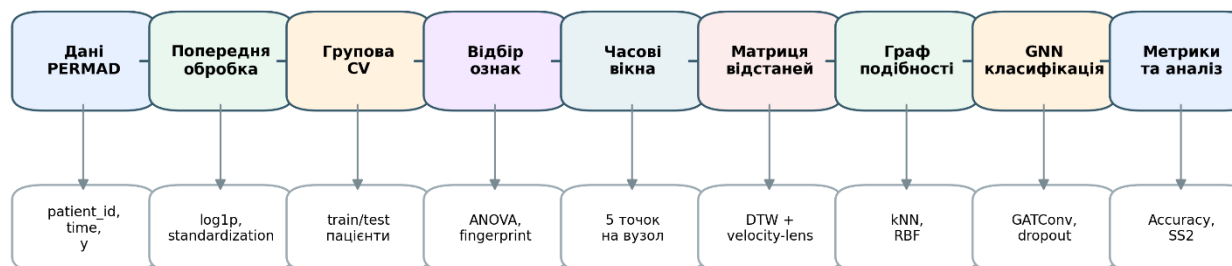 Дані
PERMAD
Попередня
обробка
Групова
CV
Відбір
ознак
Часові
вікна
Матриця
відстаней
Граф
подібності
GNN
класифікація
Метрики
та аналіз
patient_id,
time,
y
log1p,
standardization
train/test
пацієнти
ANOVA,
fingerprint
5 точок
на вузол
DTW +
velocity-lens
kNN,
RBF
GATConv,
dropout
Accuracy,
SS2